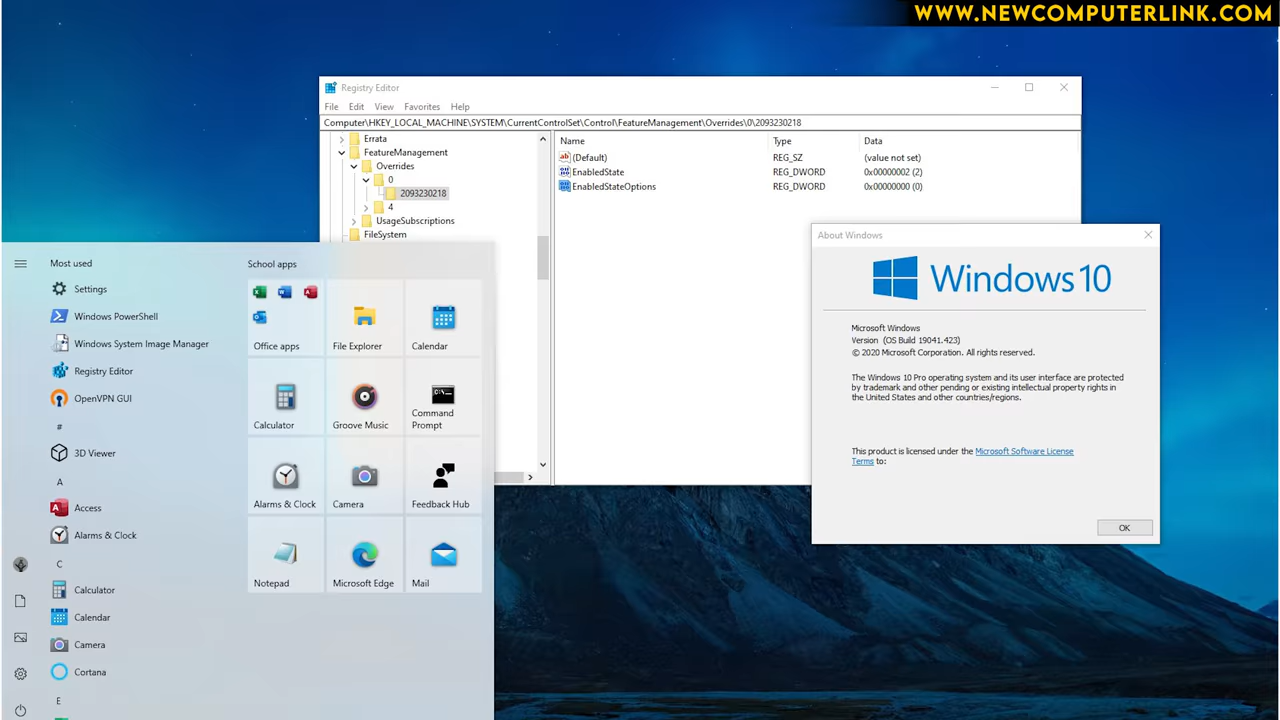 WWW.NEWCOMPUTERLINK.COM
Registry Editor
File Edit View Favorites Help
Computer\HKEY_LOCAL_MACHINE\SYSTEM\CurrentControlSet\Control\FeatureManagement\Overrides\0\2093230218
Errata
FeatureManagement
Overrides
0
2093230218
4
UsageSubscriptions
FileSystem
Name Type Data
(Default) REG_SZ (value not set)
EnabledState REG_DWORD 0x00000002 (2)
EnabledStateOptions REG_DWORD 0x00000000 (0)
About Windows
Windows 10
Microsoft Windows
Version (OS Build 19041.423)
© 2020 Microsoft Corporation. All rights reserved.
The Windows 10 Pro operating system and its user interface are protected
by trademark and other pending or existing intellectual property rights in
the United States and other countries/regions.
This product is licensed under the Microsoft Software License
Terms to:
OK
Most used
Settings
Windows PowerShell
Windows System Image Manager
Registry Editor
OpenVPN GUI
#
3D Viewer
A
Access
Alarms & Clock
C
Calculator
Calendar
Camera
Cortana
E
School apps
Office apps
File Explorer
Calendar
Calculator
Groove Music
Command
Prompt
Alarms & Clock
Camera
Feedback Hub
Notepad
Microsoft Edge
Mail